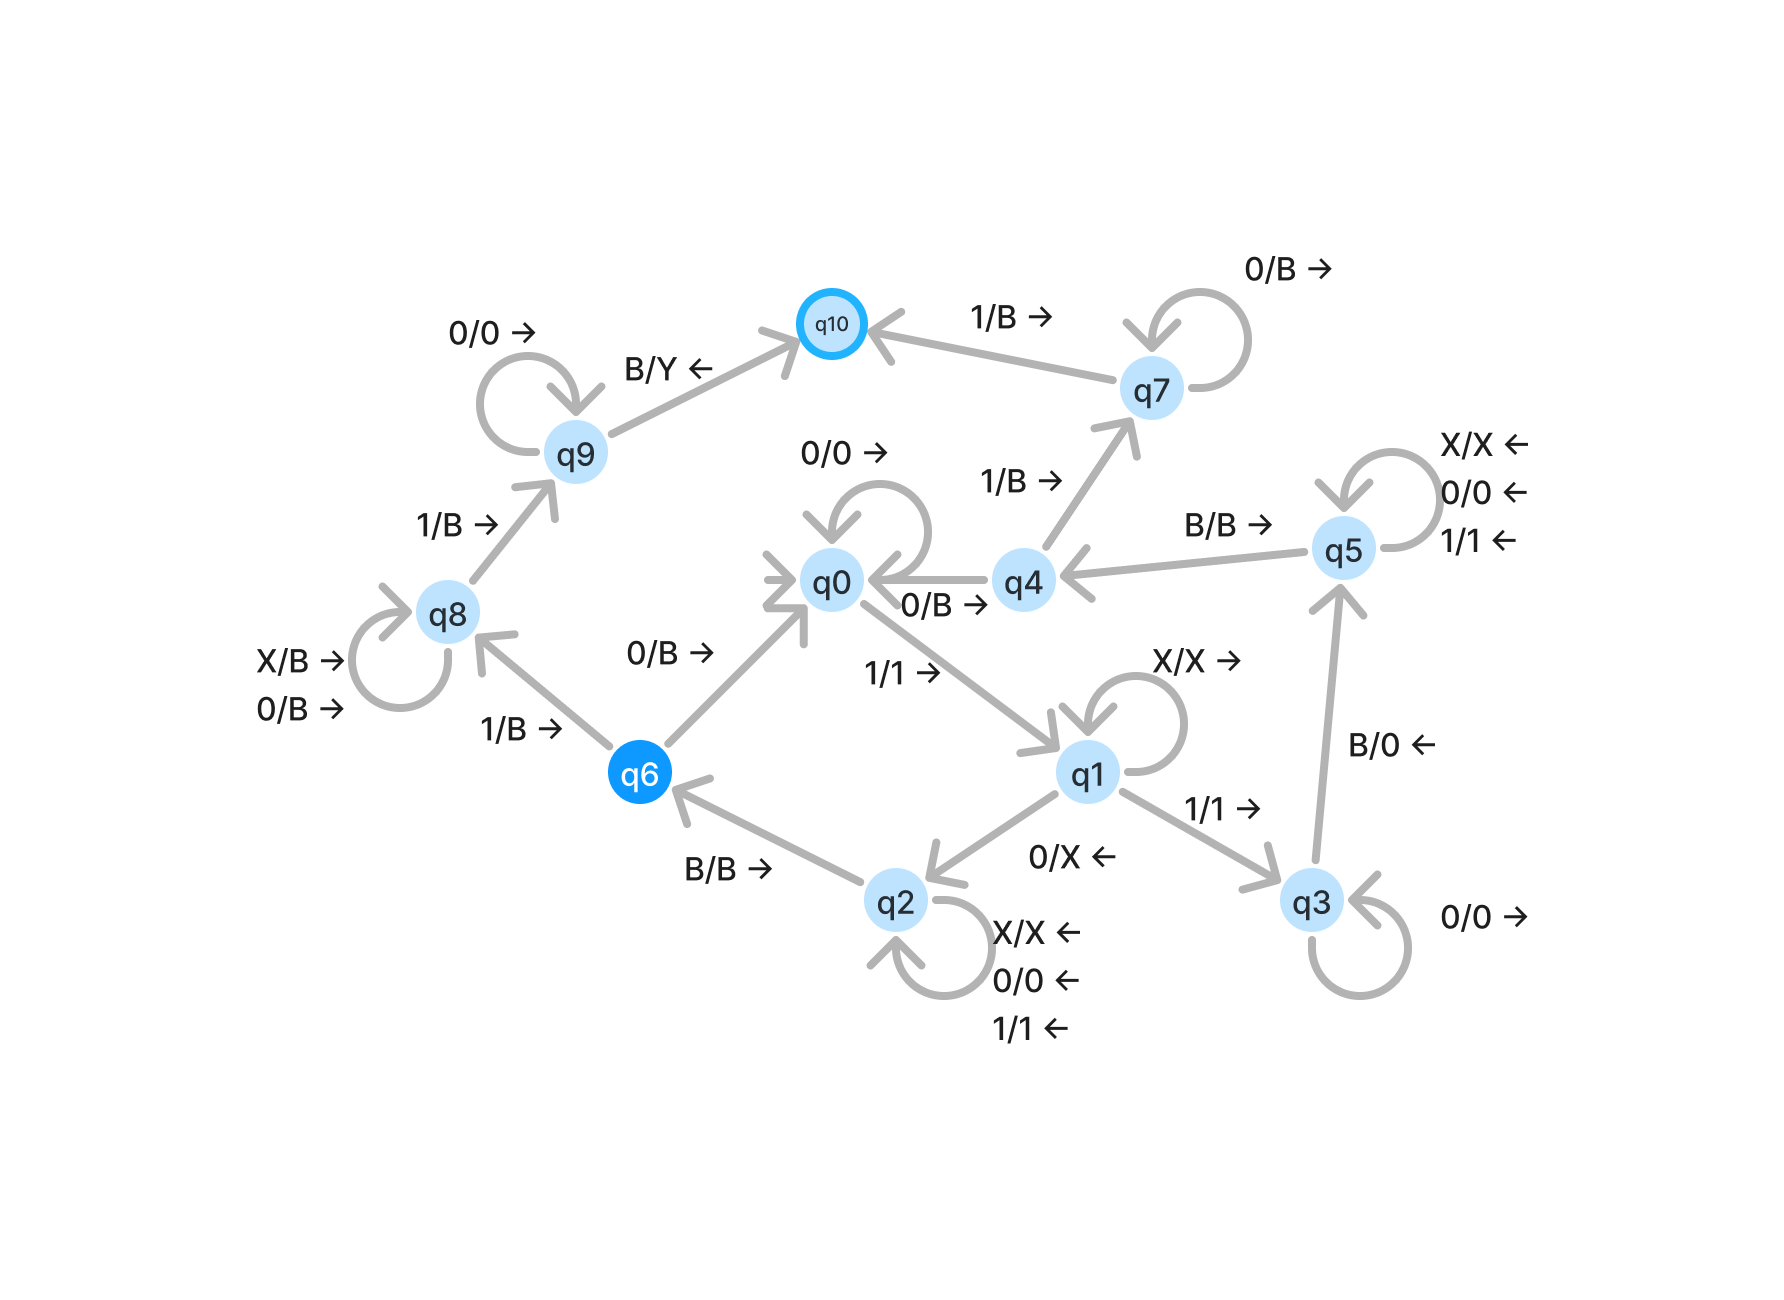 0/B →
1/B →
q10
0/0 →
B/Y ←
q7
0/0 →
X/X ←
q9
1/B →
0/0 ←
1/B →
B/B →
1/1 ←
q5
q0
q4
q8
0/B →
0/B →
X/B →
1/1 →
X/X →
0/B →
1/B →
B/0 ←
q6
q1
1/1 →
B/B →
0/X ←
q2
q3
0/0 →
X/X ←
0/0 ←
1/1 ←